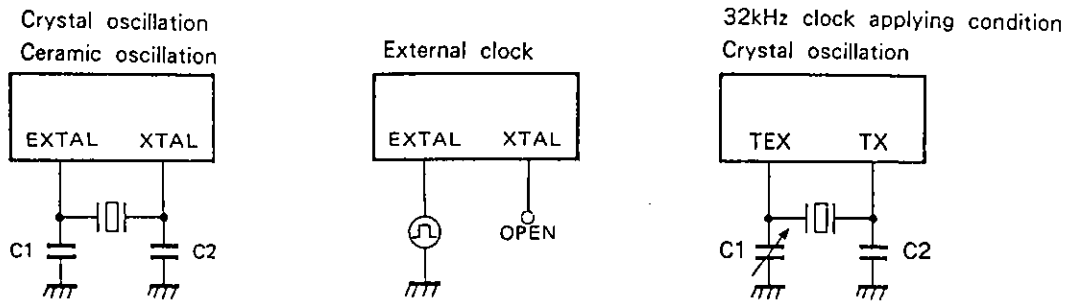 Crystal oscillation
Ceramic oscillation
EXTAL XTAL
C1 C2
External clock
EXTAL XTAL
OPEN
32kHz clock applying condition
Crystal oscillation
TEX TX
C1 C2